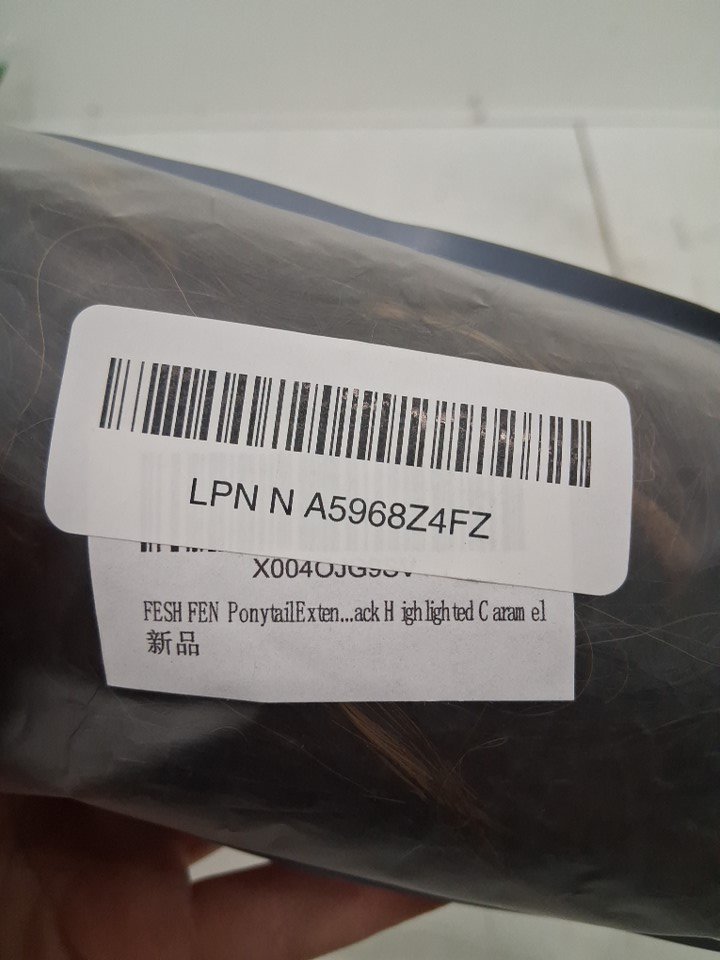 LPN N A5968Z4FZ
FESH FEN PonytailExten...ack Highlighted Caramel
新品